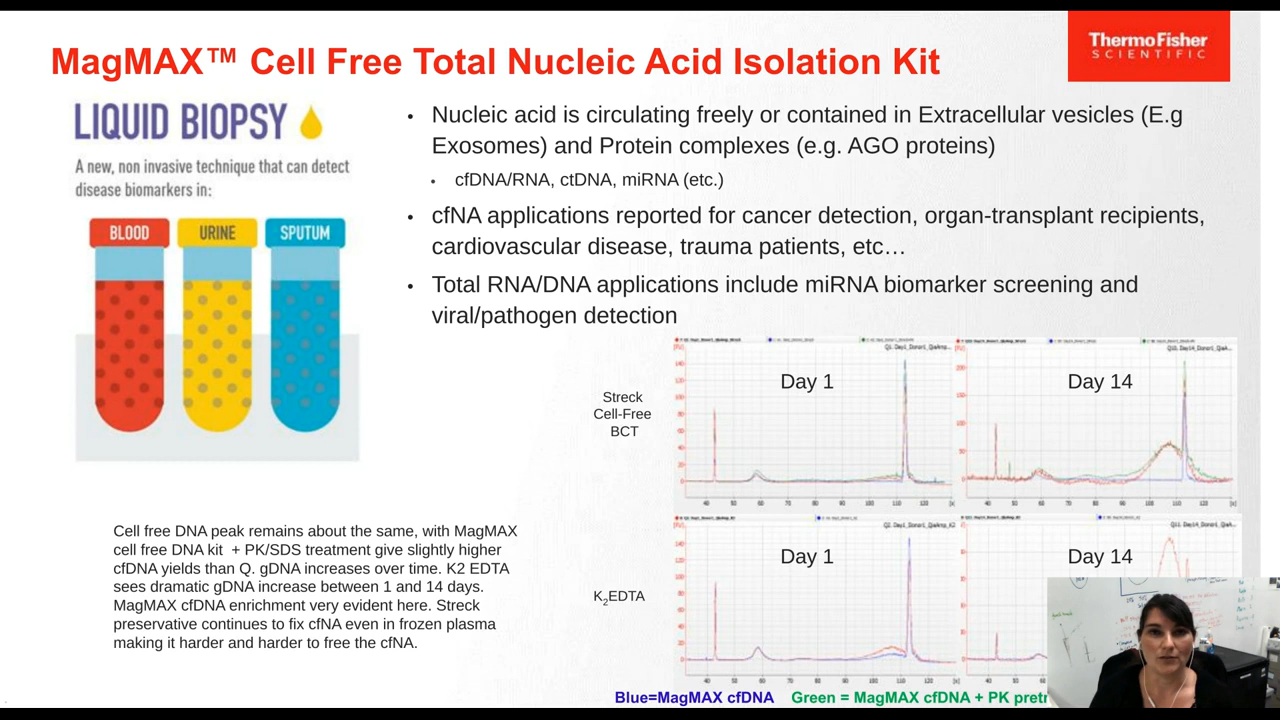 MagMAX™ Cell Free Total Nucleic Acid Isolation Kit
ThermoFisher
SCIENTIFIC
LIQUID BIOPSY
A new, non invasive technique that can detect
disease biomarkers in:
BLOOD
URINE
SPUTUM
• Nucleic acid is circulating freely or contained in Extracellular vesicles (E.g
Exosomes) and Protein complexes (e.g. AGO proteins)
• cfDNA/RNA, ctDNA, miRNA (etc.)
• cfNA applications reported for cancer detection, organ-transplant recipients,
cardiovascular disease, trauma patients, etc…
• Total RNA/DNA applications include miRNA biomarker screening and
viral/pathogen detection
Streck
Cell-Free
BCT
Day 1
Day 14
K2EDTA
Day 1
Day 14
Cell free DNA peak remains about the same, with MagMAX
cell free DNA kit + PK/SDS treatment give slightly higher
cfDNA yields than Q. gDNA increases over time. K2 EDTA
sees dramatic gDNA increase between 1 and 14 days.
MagMAX cfDNA enrichment very evident here. Streck
preservative continues to fix cfNA even in frozen plasma
making it harder and harder to free the cfNA.
Blue=MagMAX cfDNA Green = MagMAX cfDNA + PK pretr